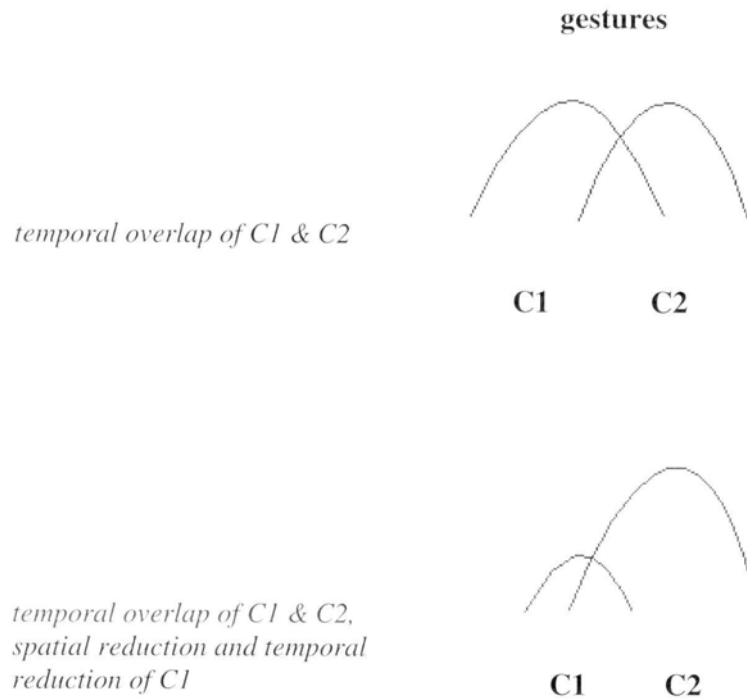 gestures
temporal overlap of C1 & C2
C1 C2
temporal overlap of C1 & C2,
spatial reduction and temporal
reduction of C1
C1 C2